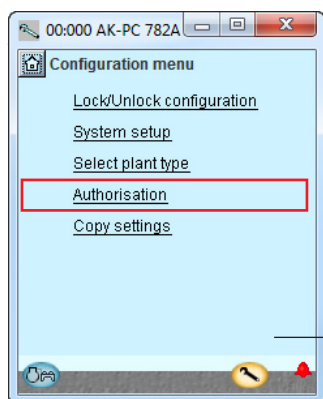 00:000 AK-PC 782A
Configuration menu
Lock/Unlock configuration
System setup
Select plant type
Authorisation
Copy settings